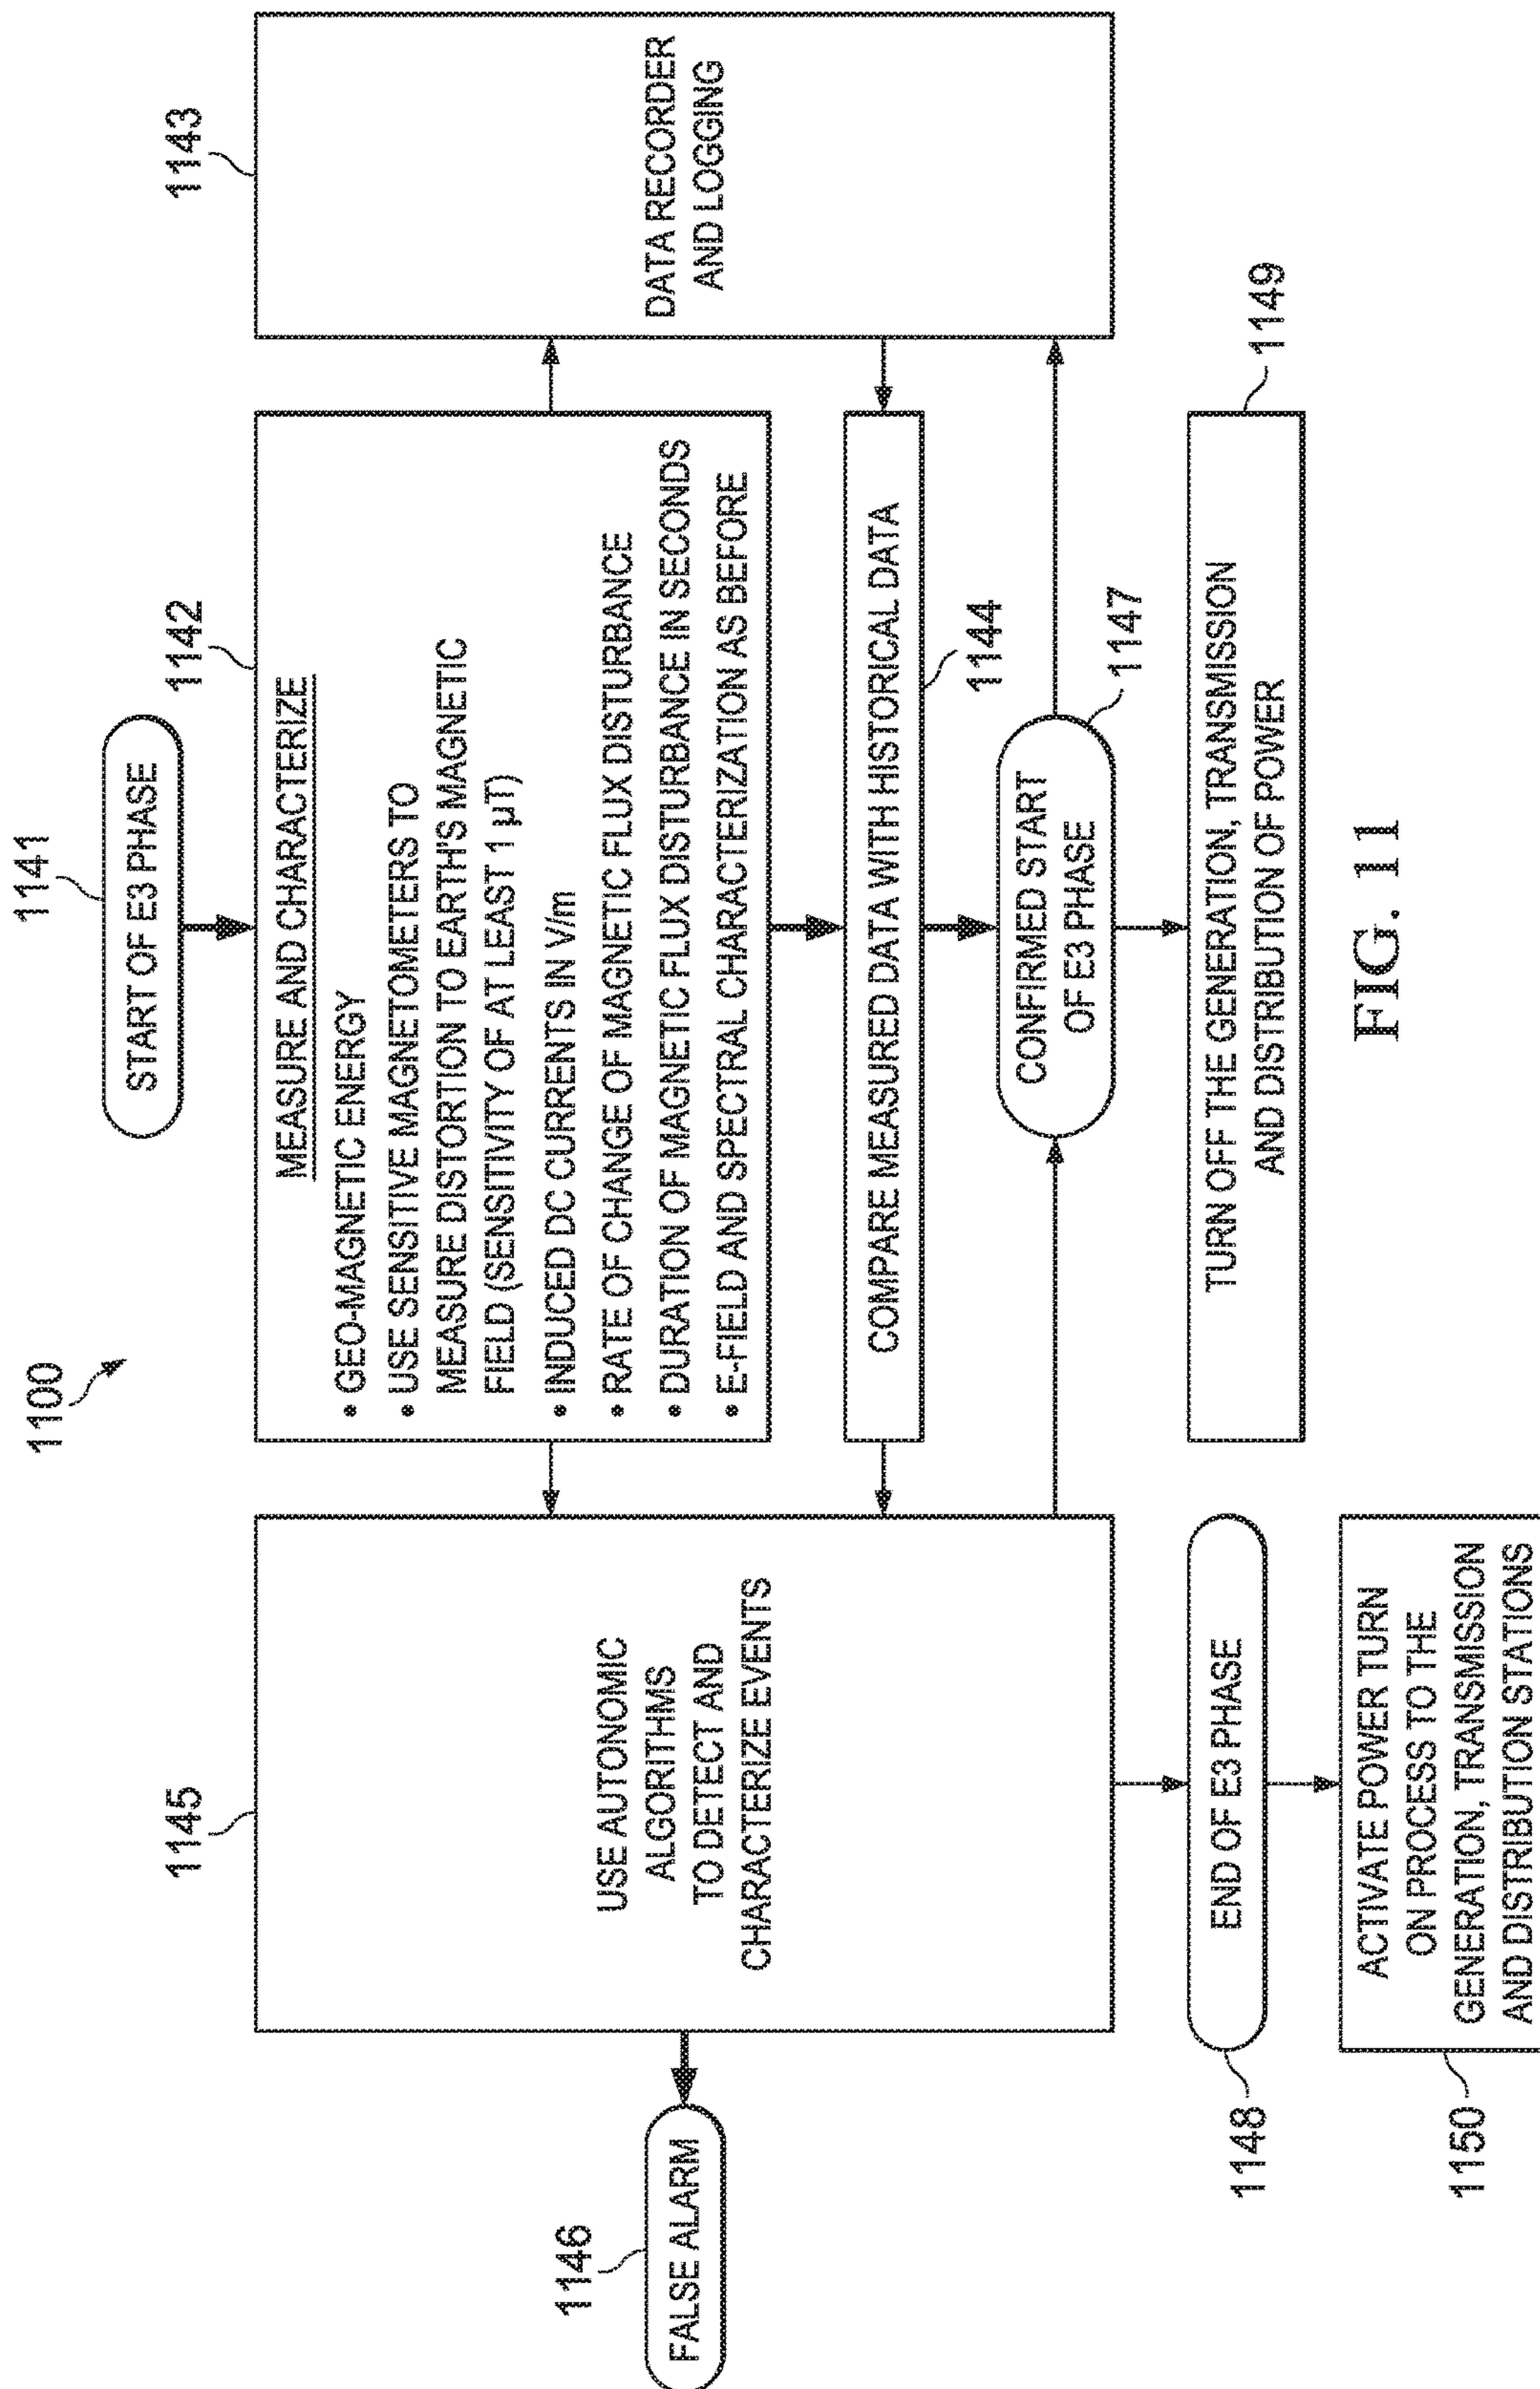 1100
1141
START OF E3 PHASE
1142
MEASURE AND CHARACTERIZE
• GEO-MAGNETIC ENERGY
• USE SENSITIVE MAGNETOMETERS TO
MEASURE DISTORTION TO EARTH'S MAGNETIC
FIELD (SENSITIVITY OF AT LEAST 1 µT)
• INDUCED DC CURRENTS IN V/m
• RATE OF CHANGE OF MAGNETIC FLUX DISTURBANCE
• DURATION OF MAGNETIC FLUX DISTURBANCE IN SECONDS
• E-FIELD AND SPECTRAL CHARACTERIZATION AS BEFORE
1143
DATA RECORDER
AND LOGGING
1145
USE AUTONOMIC
ALGORITHMS
TO DETECT AND
CHARACTERIZE EVENTS
1146
FALSE ALARM
COMPARE MEASURED DATA WITH HISTORICAL DATA
1144
CONFIRMED START
OF E3 PHASE
1147
1148
END OF E3 PHASE
TURN OFF THE GENERATION, TRANSMISSION
AND DISTRIBUTION OF POWER
1149
1150
ACTIVATE POWER TURN
ON PROCESS TO THE
GENERATION, TRANSMISSION
AND DISTRIBUTION STATIONS
FIG. 11